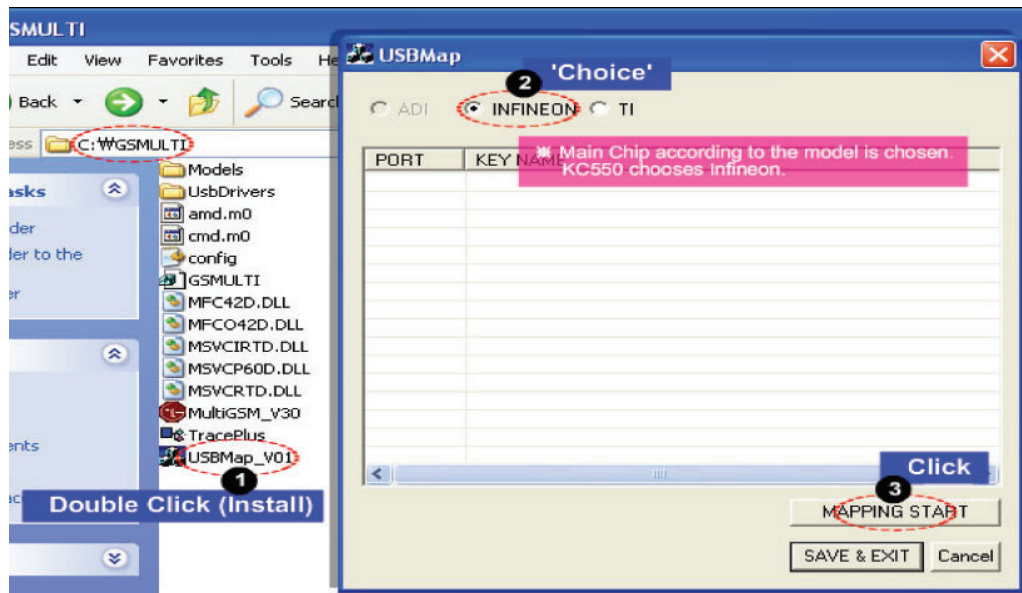 SMULTI
Edit View Favorites Tools He
Back Search
ess C:₩GSMULTI
asks
der
der to the
er
ents
Models
UsbDrivers
amd.m0
cmd.m0
config
GSMULTI
MFC42D.DLL
MFCO42D.DLL
MSVCIRTD.DLL
MSVCP60D.DLL
MSVCRTD.DLL
MultiGSM_V30
TracePlus
USBMap_V01
1
Double Click (Install)
USBMap
2 'Choice'
ADI INFINEON TI
PORT KEY NAME
※ Main Chip according to the model is chosen.
KC550 chooses Infineon.
Click
3
MAPPING START
SAVE & EXIT Cancel